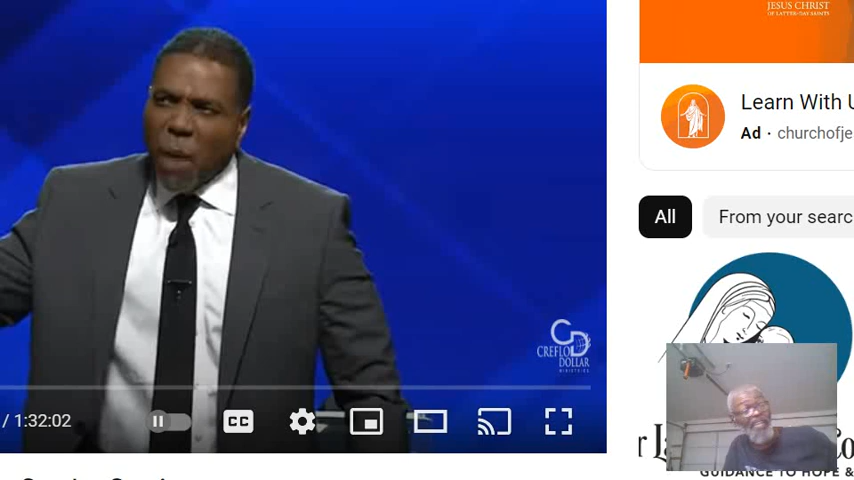 JESUS CHRIST
OF LATTER-DAY SAINTS
Learn With U
Ad · churchofje
All
From your searc
CREFLO
DOLLAR
MINISTRIES
/ 1:32:02
CC
GUIDANCE TO HOPE &